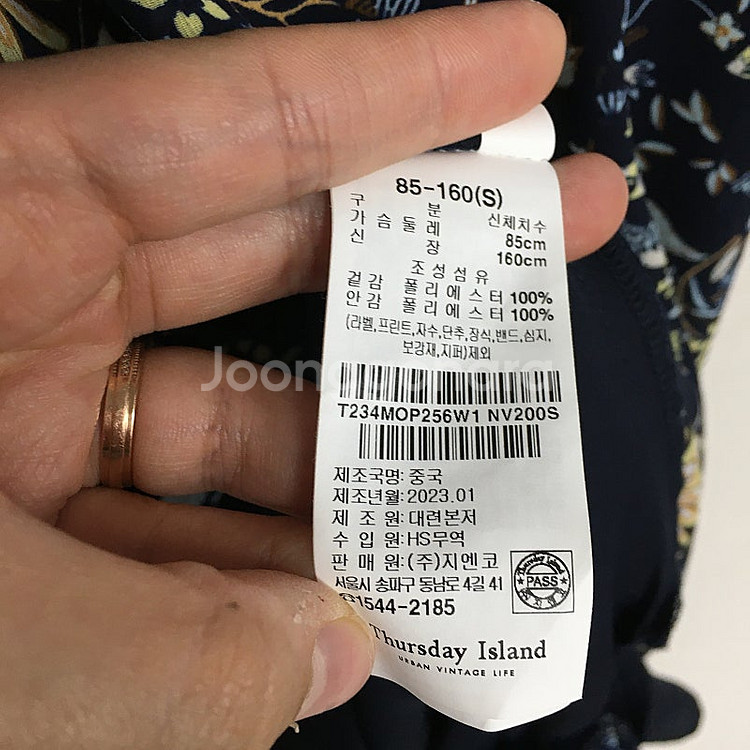 85-160(S)
구 분 신체치수
가슴둘레 85cm
신 장 160cm
조성섬유
겉감 폴리에스터 100%
안감 폴리에스터 100%
(라벨,프린트,자수,단추,장식,밴드,심지,
보강재,지퍼)제외
T234MOP256W1 NV200S
제조국명: 중국
제조년월: 2023.01
제 조 원: 대련본저
수 입 원: HS무역
판 매 원: (주)지엔코
서울시 송파구 동남로 4길 41
☎1544-2185
Thursday Island
PASS
Thursday Island
URBAN VINTAGE LIFE